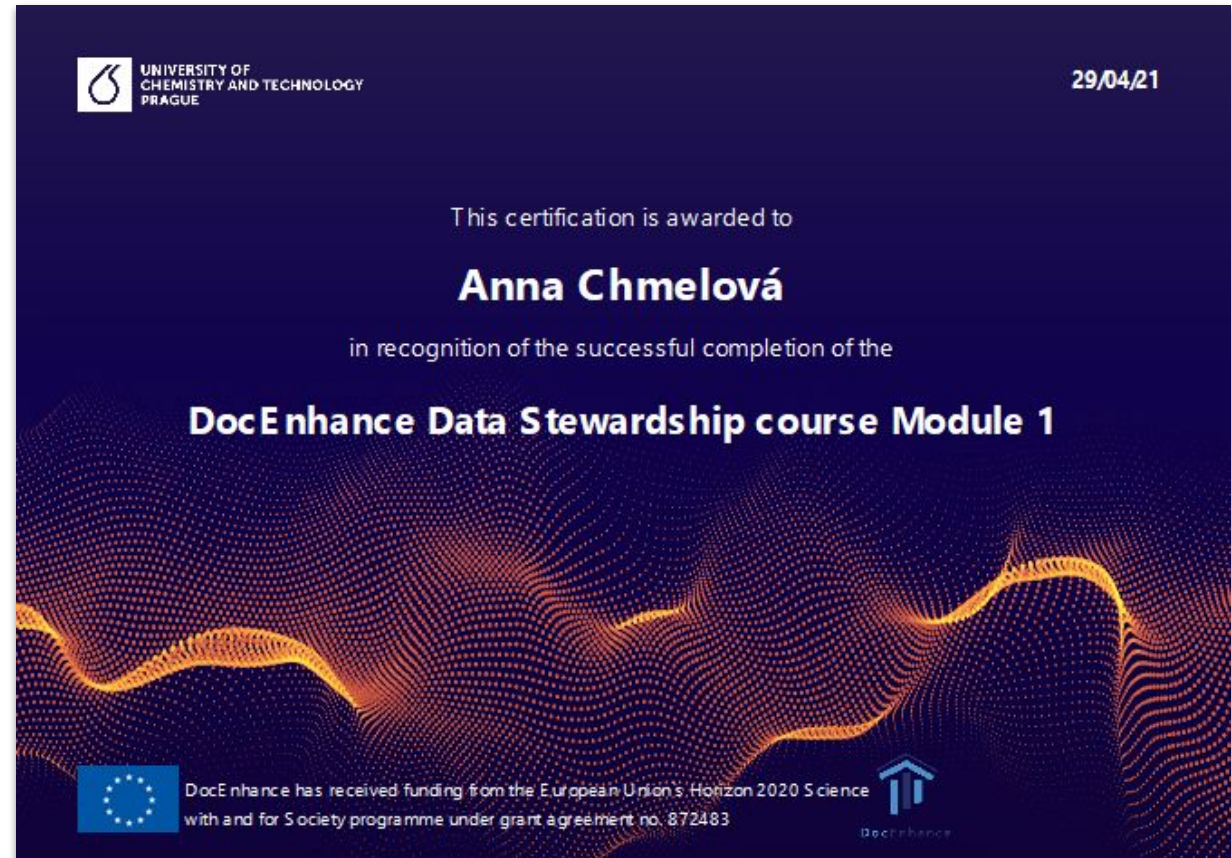 UNIVERSITY OF
CHEMISTRY AND TECHNOLOGY
PRAGUE
29/04/21
This certification is awarded to
Anna Chmelová
in recognition of the successful completion of the
DocEnhance Data Stewardship course Module 1
DocEnhance has received funding from the European Union's Horizon 2020 Science
with and for Society programme under grant agreement no. 872483
DocEnhance